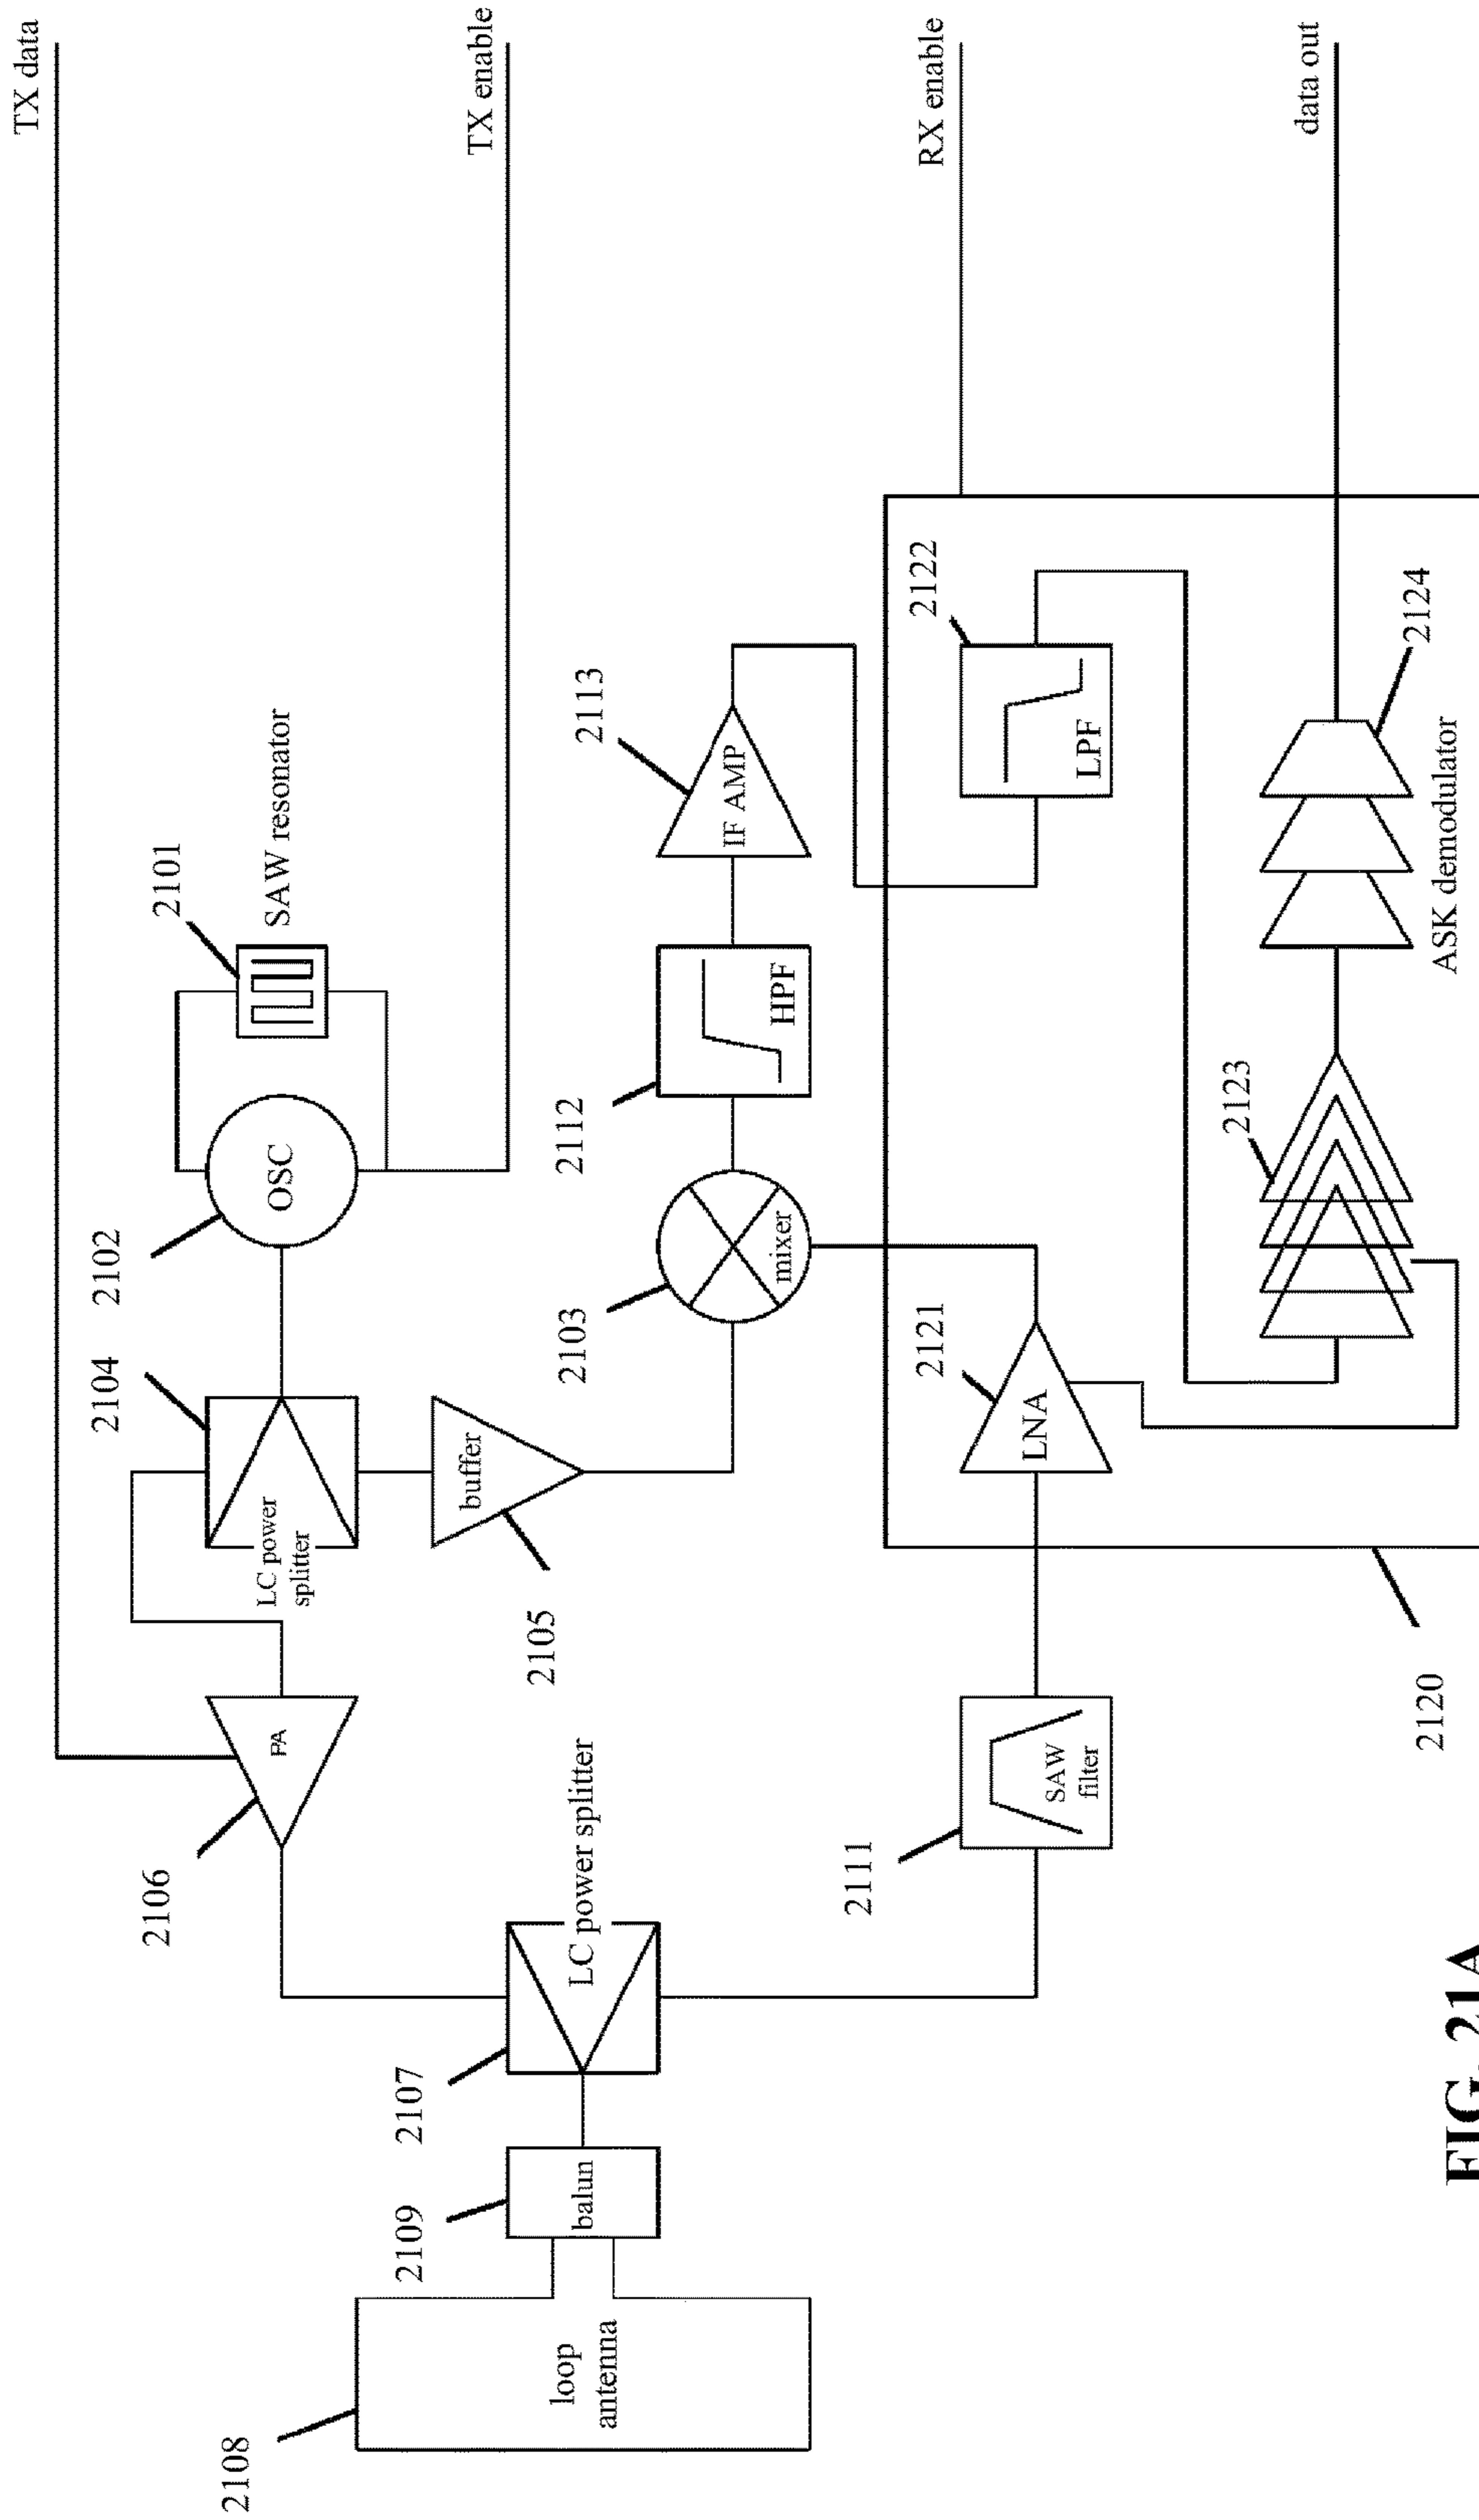 TX data
TX enable
RX enable
data out
2101
SAW resonator
2102
OSC
2104
LC power
splitter
2105
buffer
2106
PA
2107
LC power splitter
2109
balun
2108
loop
antenna
2103
mixer
2112
HPF
2113
IF AMP
2111
SAW
filter
2121
LNA
2122
LPF
2123
2124
ASK demodulator
2120
FIG. 21A